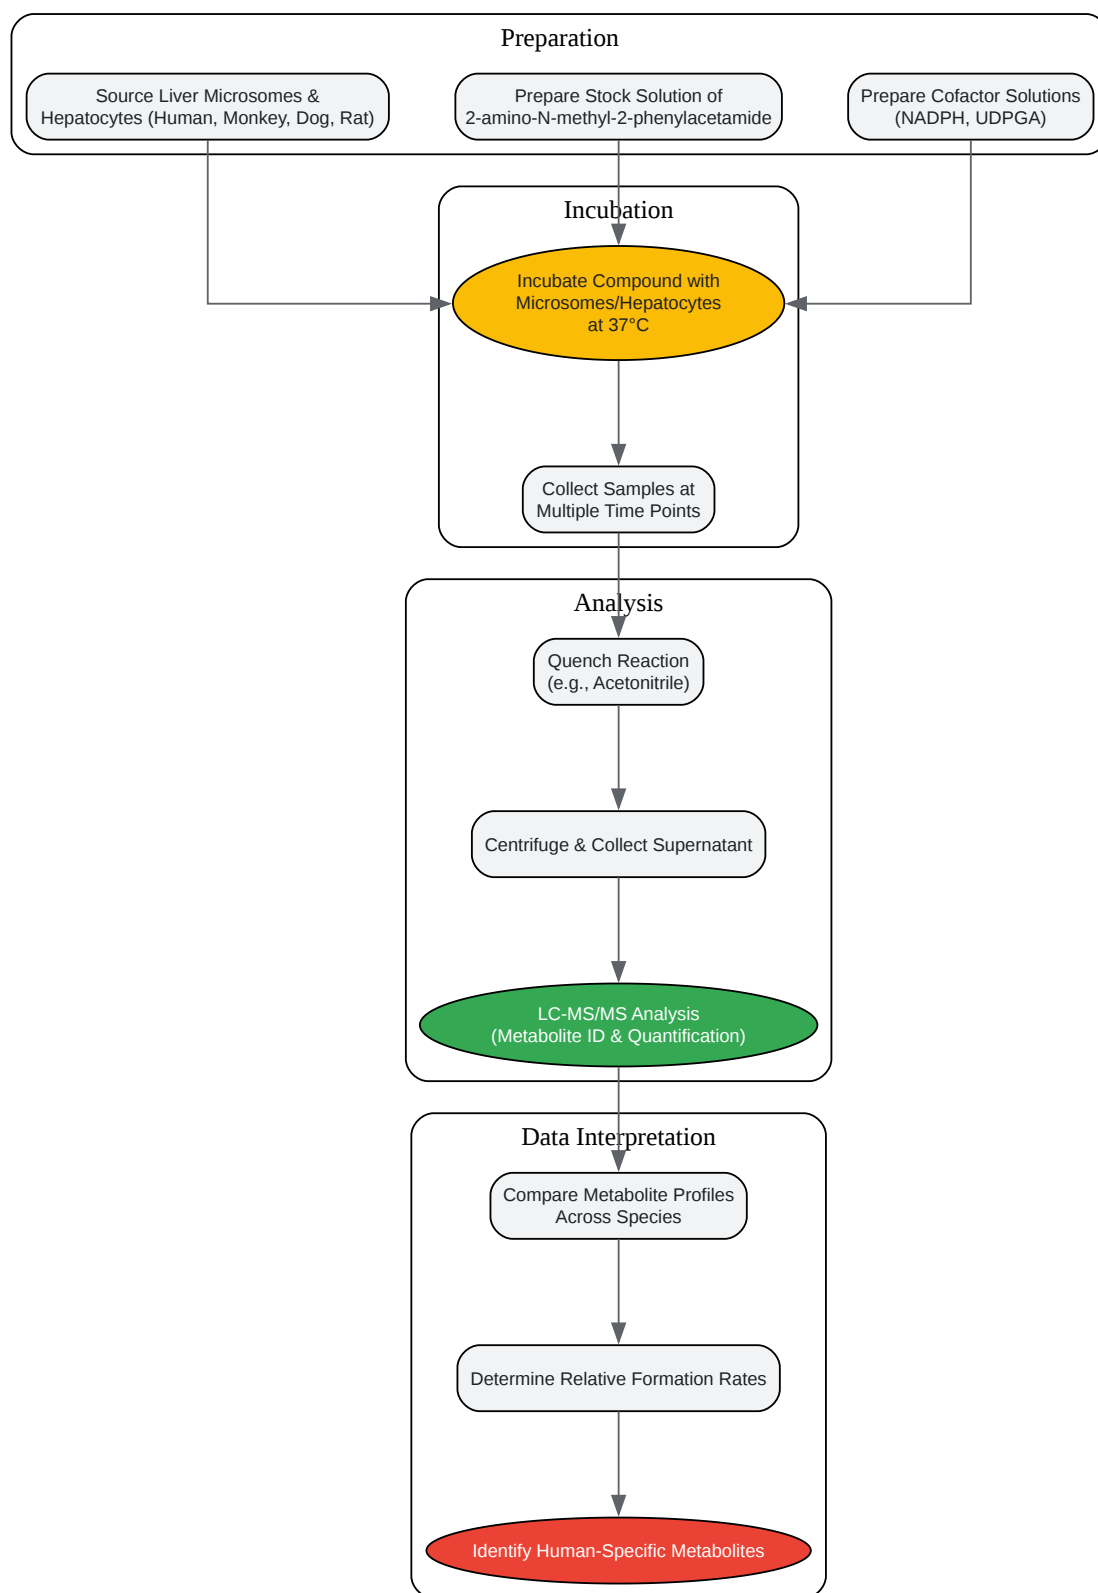 Preparation
Source Liver Microsomes &
Hepatocytes (Human, Monkey, Dog, Rat)
Prepare Stock Solution of
2-amino-N-methyl-2-phenylacetamide
Prepare Cofactor Solutions
(NADPH, UDPGA)
Incubation
Incubate Compound with
Microsomes/Hepatocytes
at 37°C
Collect Samples at
Multiple Time Points
Analysis
Quench Reaction
(e.g., Acetonitrile)
Centrifuge & Collect Supernatant
LC-MS/MS Analysis
(Metabolite ID & Quantification)
Data Interpretation
Compare Metabolite Profiles
Across Species
Determine Relative Formation Rates
Identify Human-Specific Metabolites